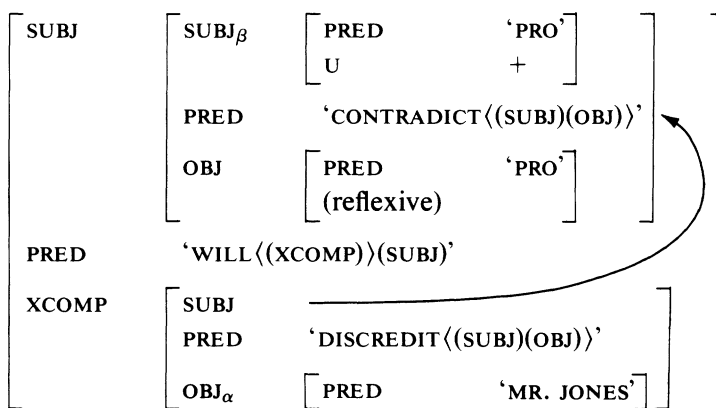 SUBJ SUBJβ PRED ‘PRO’
U +
PRED ‘CONTRADICT⟨(SUBJ)(OBJ)⟩’
OBJ PRED ‘PRO’
(reflexive)
PRED ‘WILL⟨(XCOMP)⟩(SUBJ)’
XCOMP SUBJ
PRED ‘DISCREDIT⟨(SUBJ)(OBJ)⟩’
OBJα PRED ‘MR. JONES’